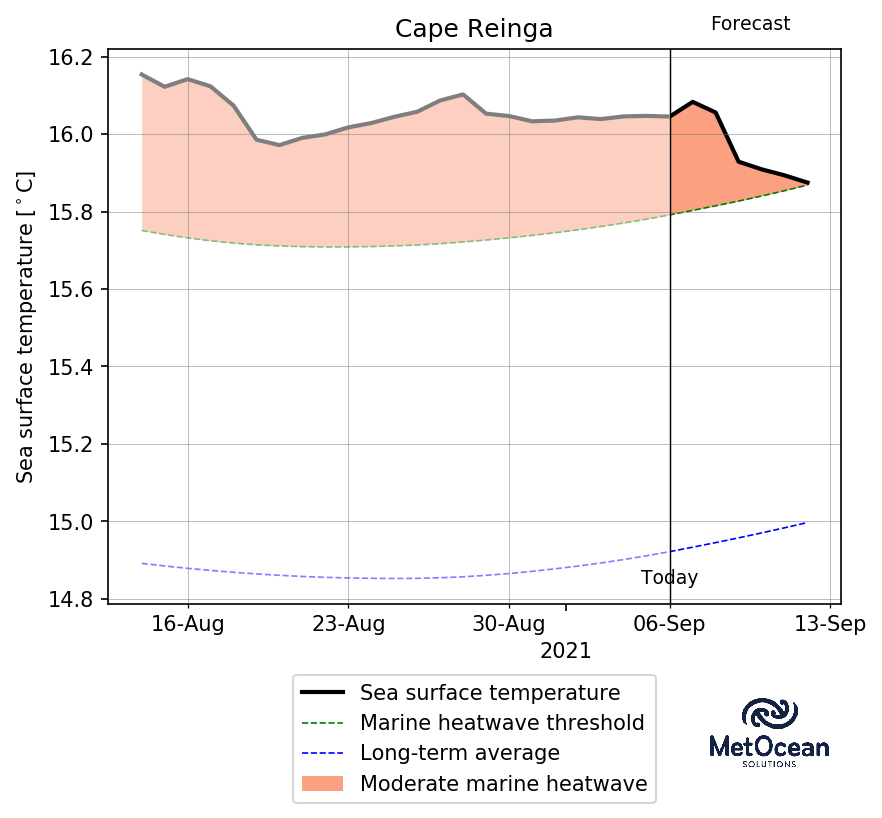 Cape Reinga
Forecast
Sea surface temperature [°C]
16.2
16.0
15.8
15.6
15.4
15.2
15.0
14.8
Today
16-Aug 23-Aug 30-Aug 06-Sep 13-Sep
2021
Sea surface temperature
Marine heatwave threshold
Long-term average
Moderate marine heatwave
MetOcean
SOLUTIONS